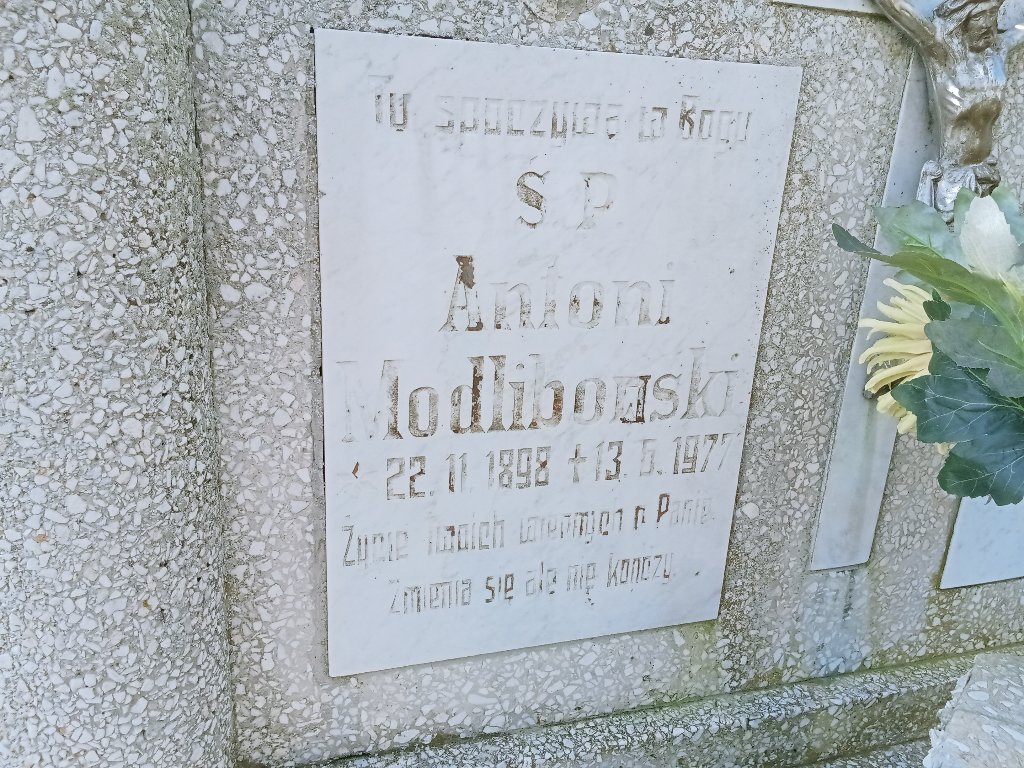 Tu spoczywa w Bogu
Ś. P.
Antoni
Modlibowski
* 22. 11. 1898 + 13. 5. 1977
Życie Twoich wiernych o Panie,
Zmienia się ale nie kończy.